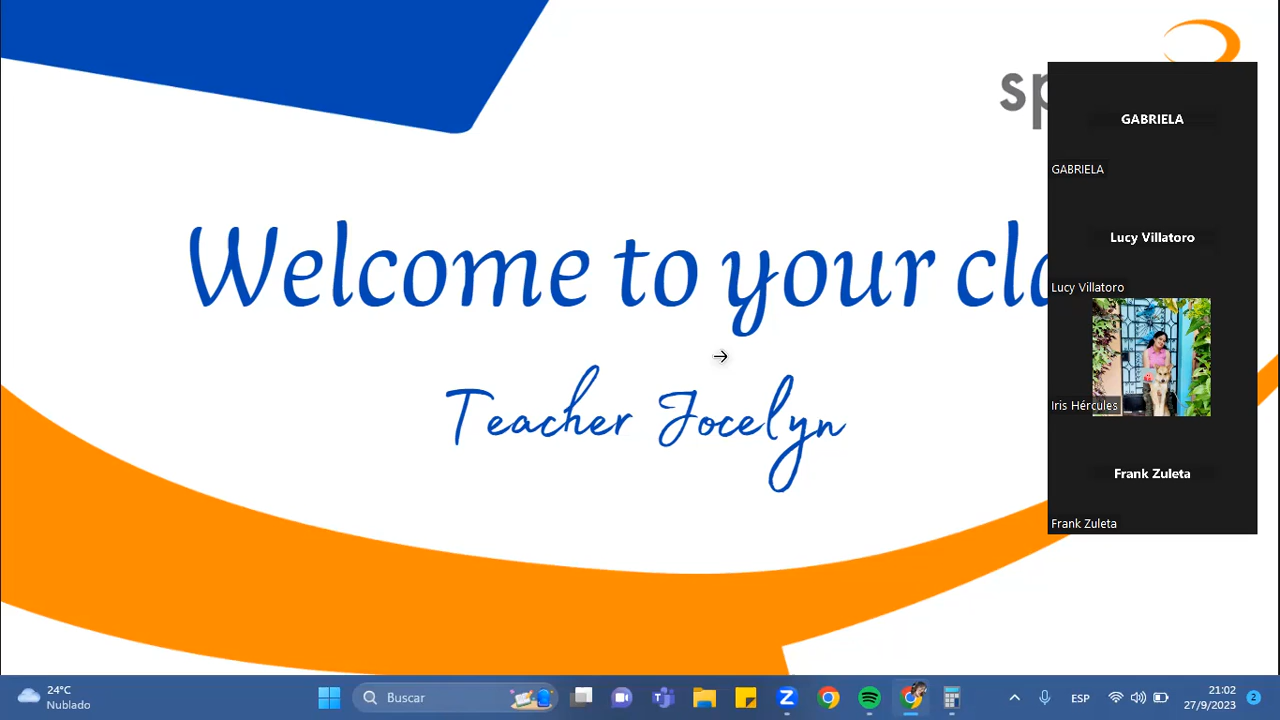 Welcome to your cla
Teacher Jocelyn
sp
GABRIELA
GABRIELA
Lucy Villatoro
Lucy Villatoro
Iris Hércules
Frank Zuleta
Frank Zuleta
24°C
Nublado
Buscar
ESP
21:02
27/9/2023
2